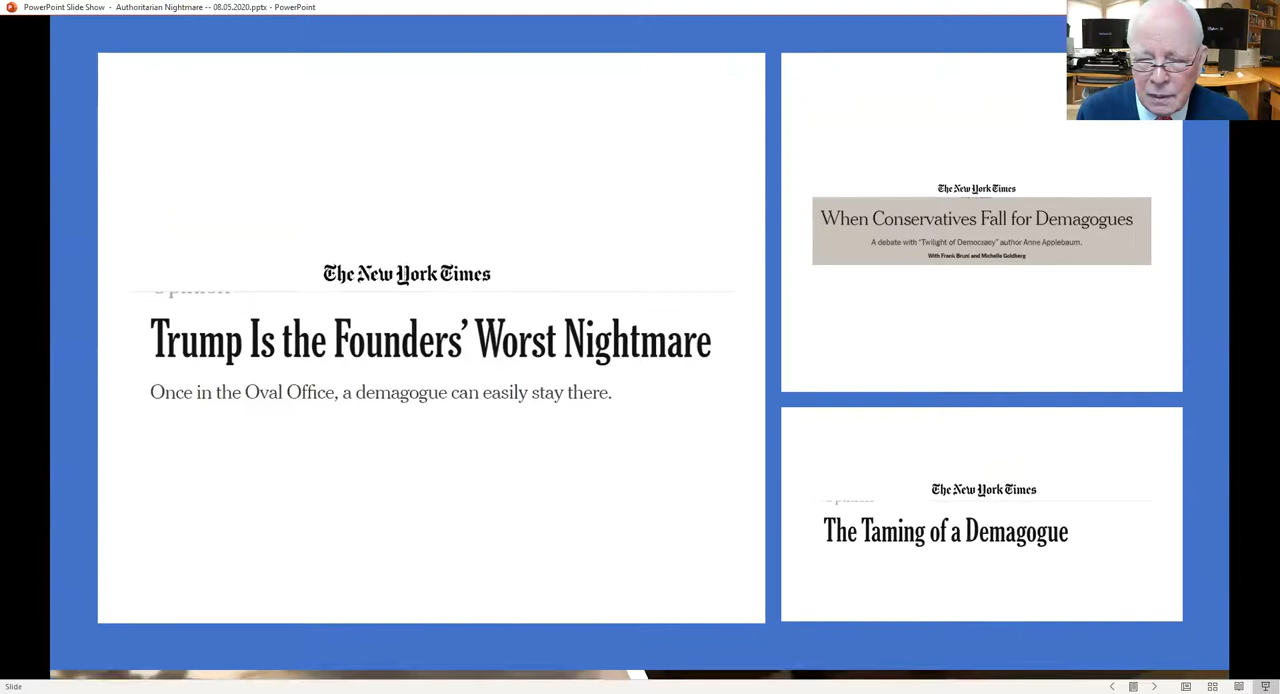 PowerPoint Slide Show - Authoritarian Nightmare -- 08.05.2020.pptx - PowerPoint
The New York Times
Trump Is the Founders' Worst Nightmare
Once in the Oval Office, a demagogue can easily stay there.
The New York Times
When Conservatives Fall for Demagogues
A debate with "Twilight of Democracy" author Anne Applebaum.
With Frank Bruni and Michelle Goldberg
The New York Times
The Taming of a Demagogue
Slide